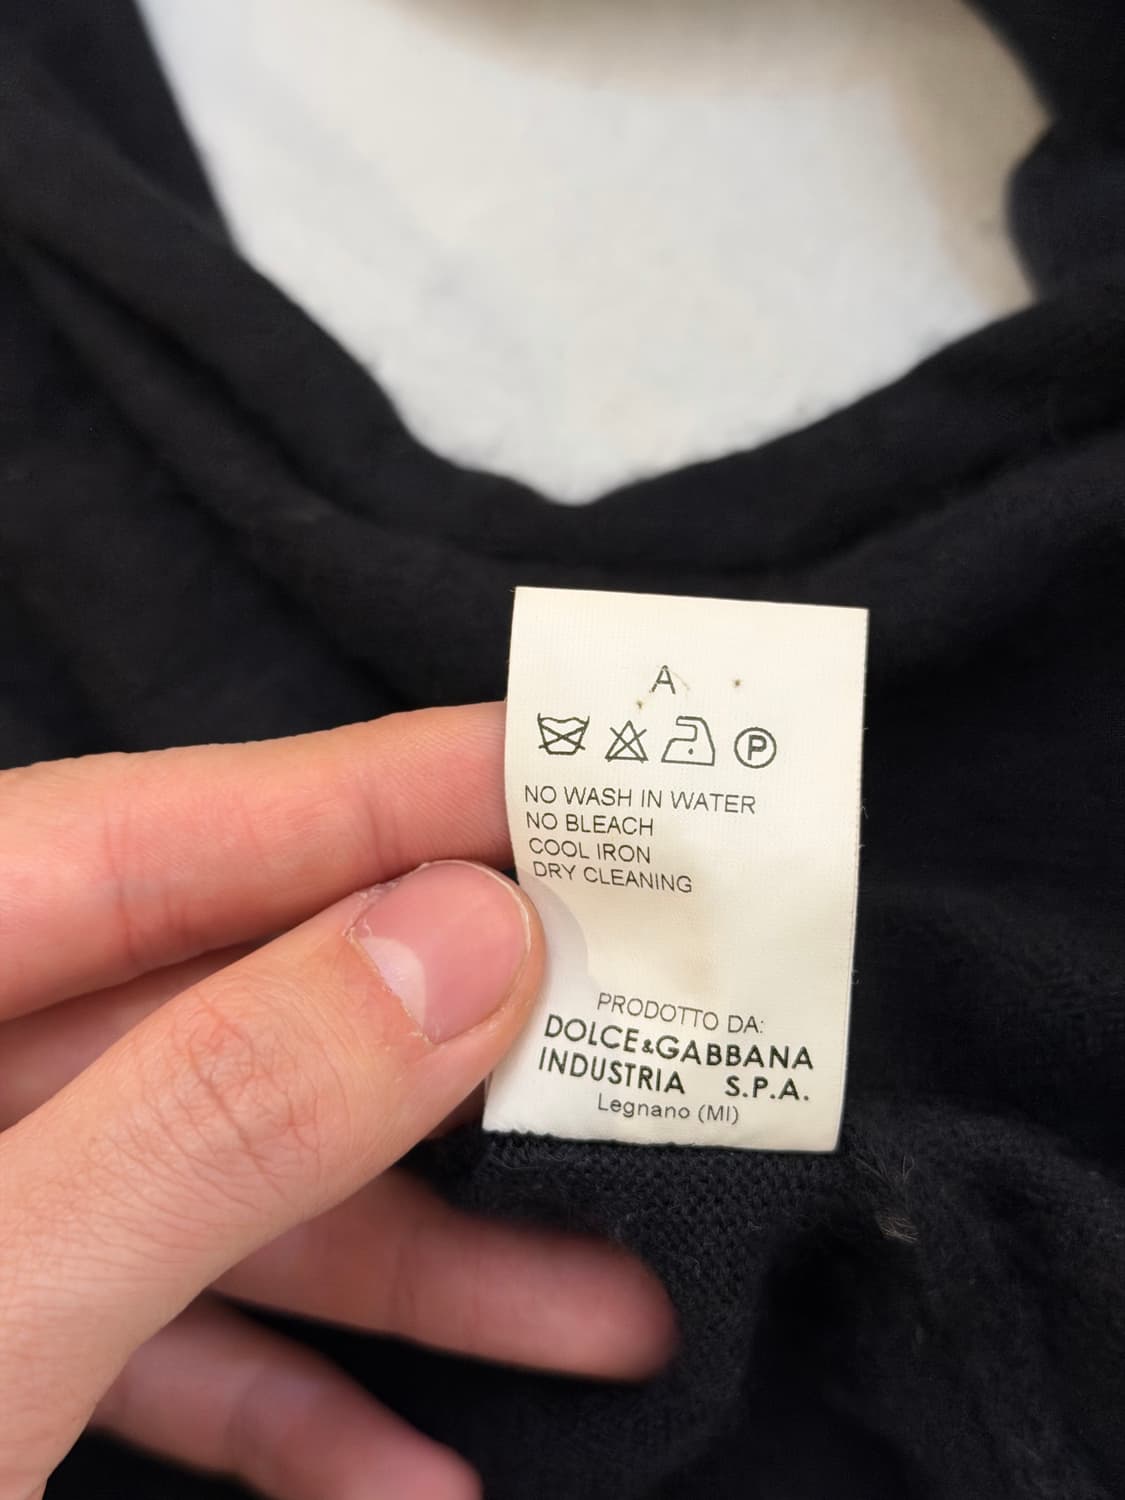 A
P
NO WASH IN WATER
NO BLEACH
COOL IRON
DRY CLEANING
PRODOTTO DA:
DOLCE&GABBANA
INDUSTRIA S.P.A.
Legnano (MI)